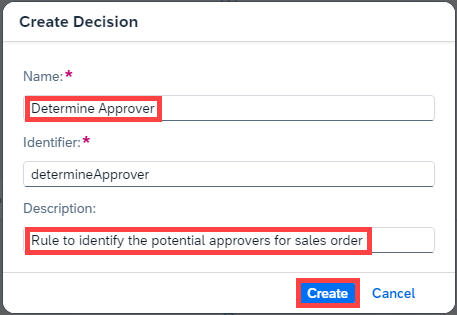 Create Decision
Name:*
Determine Approver
Identifier:*
determineApprover
Description:
Rule to identify the potential approvers for sales order
Create Cancel